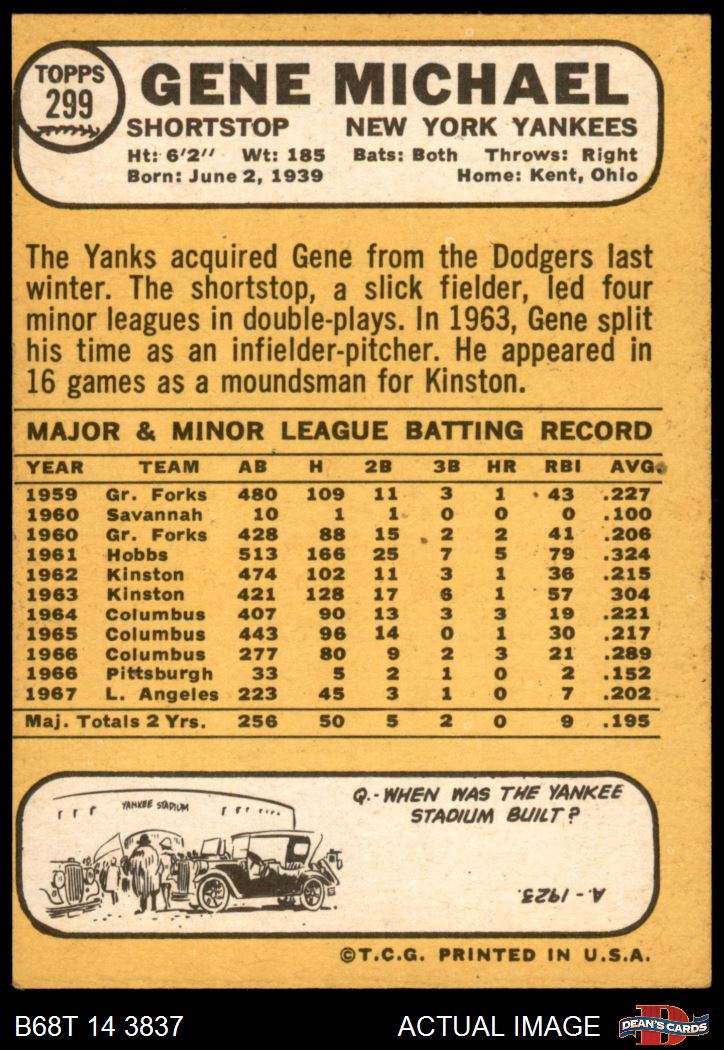 TOPPS
299
GENE MICHAEL
SHORTSTOP NEW YORK YANKEES
Ht: 6'2" Wt: 185 Bats: Both Throws: Right
Born: June 2, 1939 Home: Kent, Ohio
The Yanks acquired Gene from the Dodgers last
winter. The shortstop, a slick fielder, led four
minor leagues in double-plays. In 1963, Gene split
his time as an infielder-pitcher. He appeared in
16 games as a moundsman for Kinston.
MAJOR & MINOR LEAGUE BATTING RECORD
YEAR TEAM AB H 2B 3B HR RBI AVG.
1959 Gr. Forks 480 109 11 3 1 43 .227
1960 Savannah 10 1 1 0 0 0 .100
1960 Gr. Forks 428 88 15 2 2 41 .206
1961 Hobbs 513 166 25 7 5 79 .324
1962 Kinston 474 102 11 3 1 36 .215
1963 Kinston 421 128 17 6 1 57 304
1964 Columbus 407 90 13 3 3 19 .221
1965 Columbus 443 96 14 0 1 30 .217
1966 Columbus 277 80 9 2 3 21 .289
1966 Pittsburgh 33 5 2 1 0 2 .152
1967 L. Angeles 223 45 3 1 0 7 .202
Maj. Totals 2 Yrs. 256 50 5 2 0 9 .195
YANKEE STADIUM
Q.-WHEN WAS THE YANKEE
STADIUM BUILT?
A.-1923.
©T.C.G. PRINTED IN U.S.A.
B68T 14 3837 ACTUAL IMAGE
D
DEAN'S CARDS